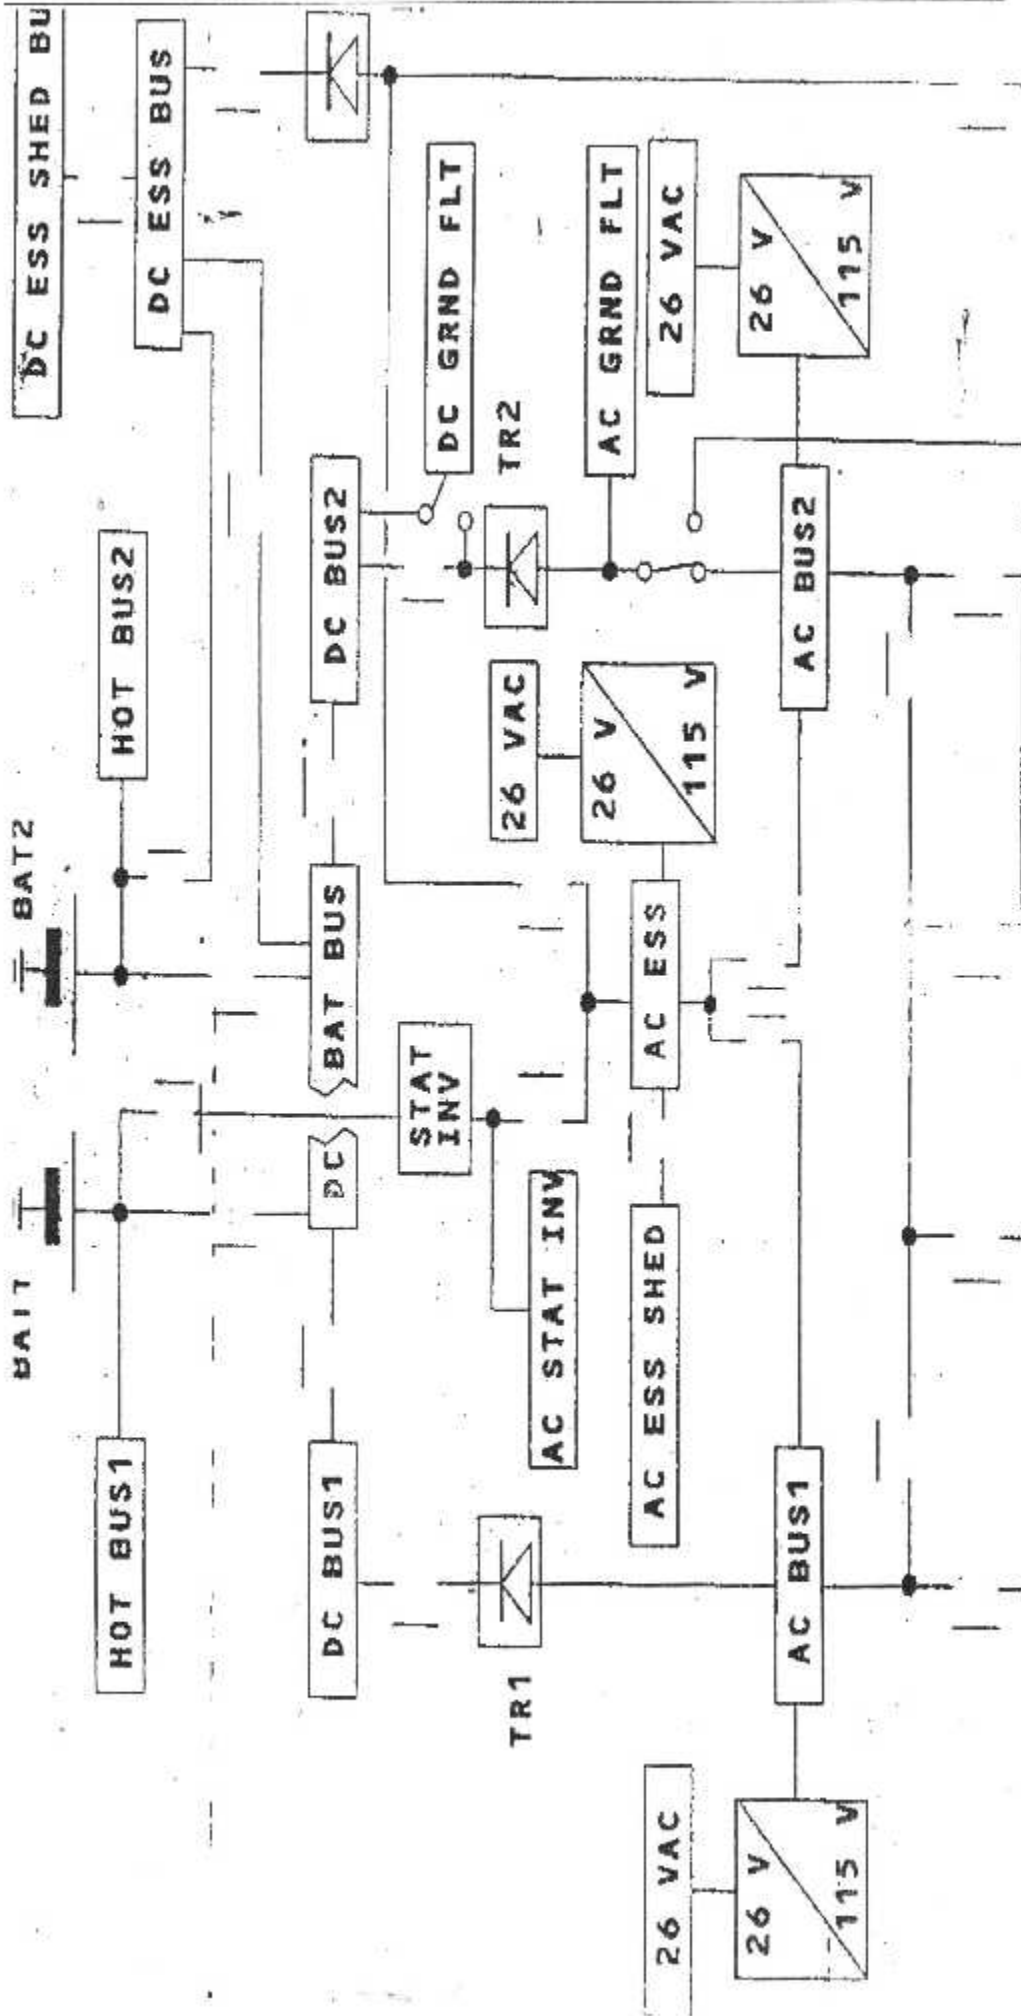 BAT1
BAT2
DC ESS SHED BU
HOT BUS1
HOT BUS2
DC ESS BUS
DC BUS1
DC
BAT BUS
DC BUS2
STAT
INV
DC GRND FLT
TR1
AC STAT INV
26 VAC
TR2
26 V
115 V
AC GRND FLT
AC ESS SHED
AC ESS
26 VAC
26 V
115 V
26 VAC
26 V
115 V
AC BUS1
AC BUS2